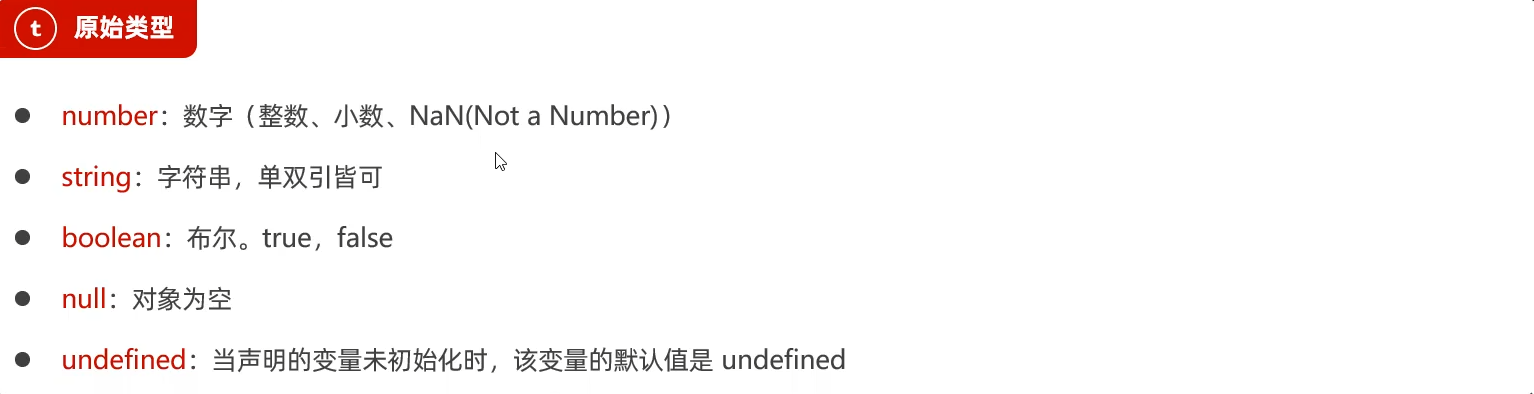 t 原始类型
number：数字（整数、小数、NaN(Not a Number)）
string：字符串，单双引皆可
boolean：布尔。true，false
null：对象为空
undefined：当声明的变量未初始化时，该变量的默认值是 undefined